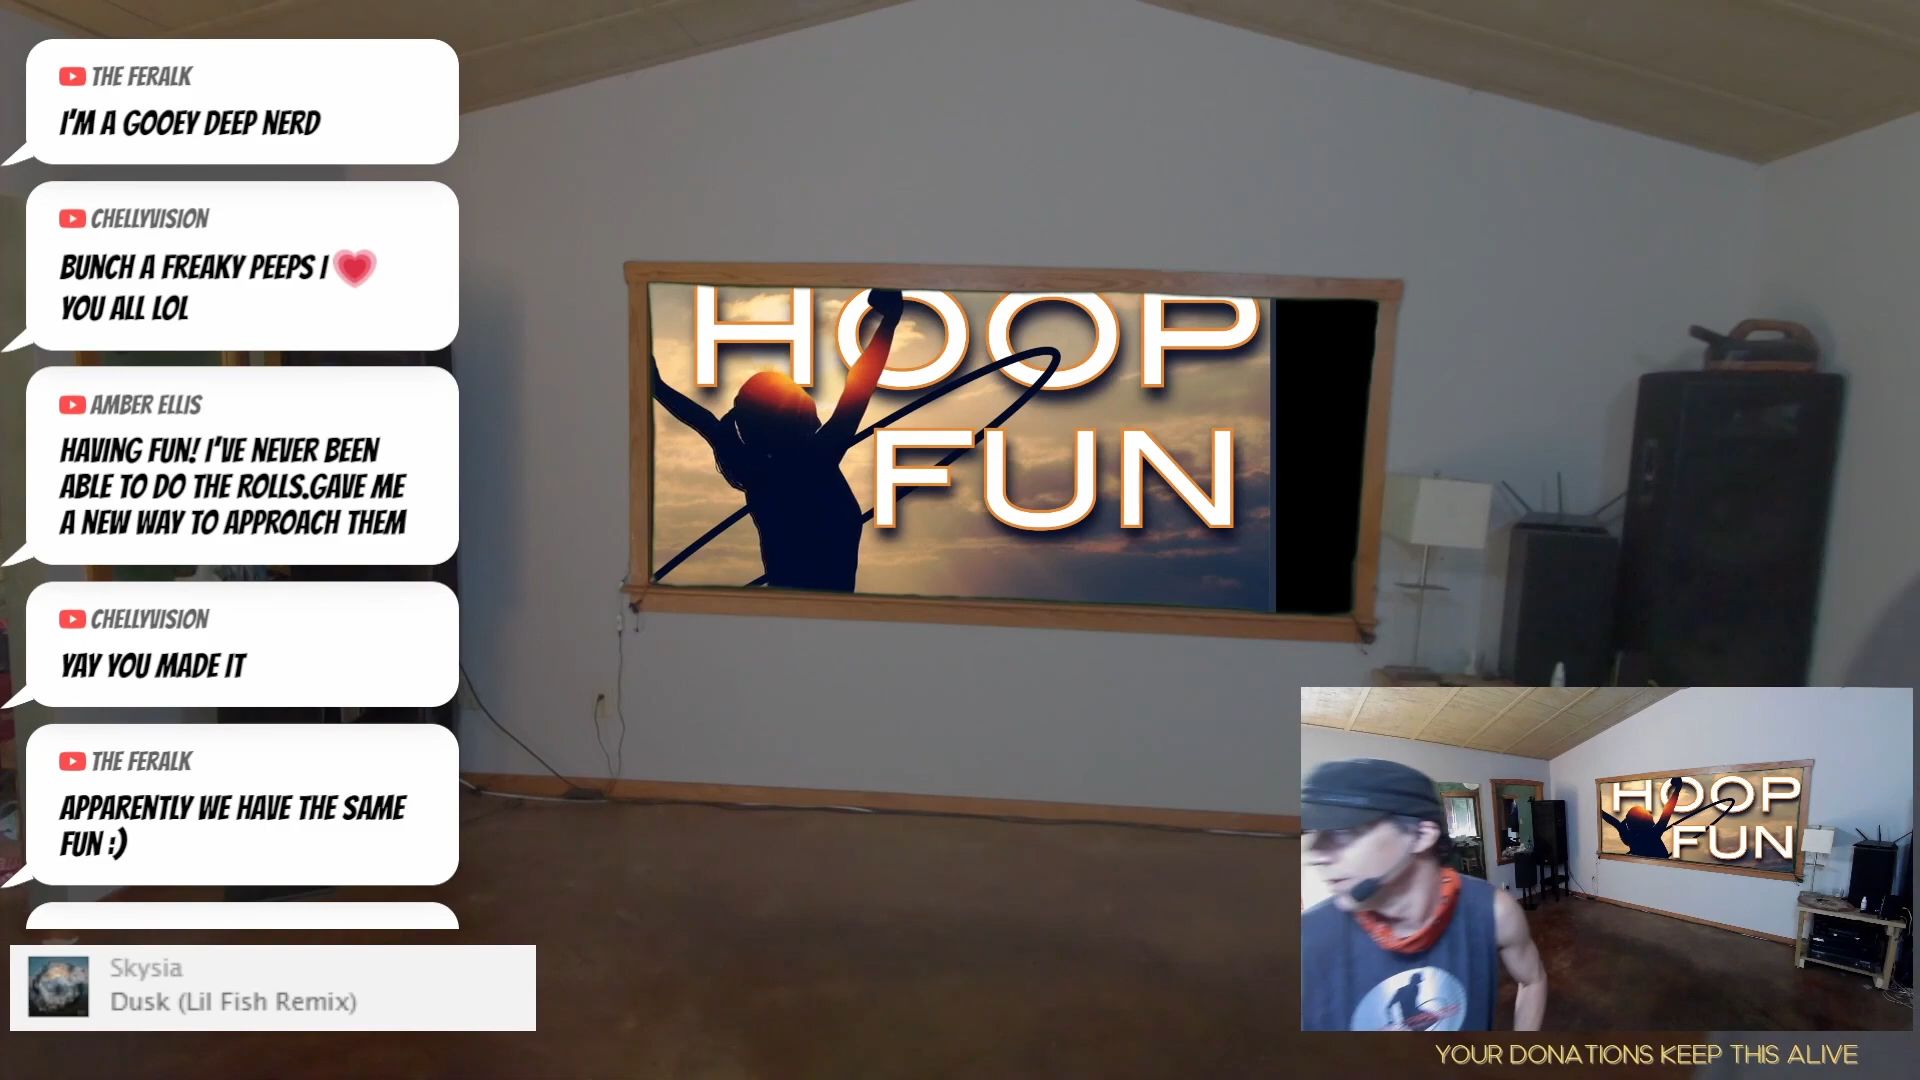 THE FERALK
I'M A GOOEY DEEP NERD
CHELLYVISION
BUNCH A FREAKY PEEPS I 💗
YOU ALL LOL
AMBER ELLIS
HAVING FUN! I'VE NEVER BEEN
ABLE TO DO THE ROLLS.GAVE ME
A NEW WAY TO APPROACH THEM
CHELLYVISION
YAY YOU MADE IT
THE FERALK
APPARENTLY WE HAVE THE SAME
FUN :)
Skysia
Dusk (Lil Fish Remix)
HOOP
FUN
HOOP
FUN
YOUR DONATIONS KEEP THIS ALIVE